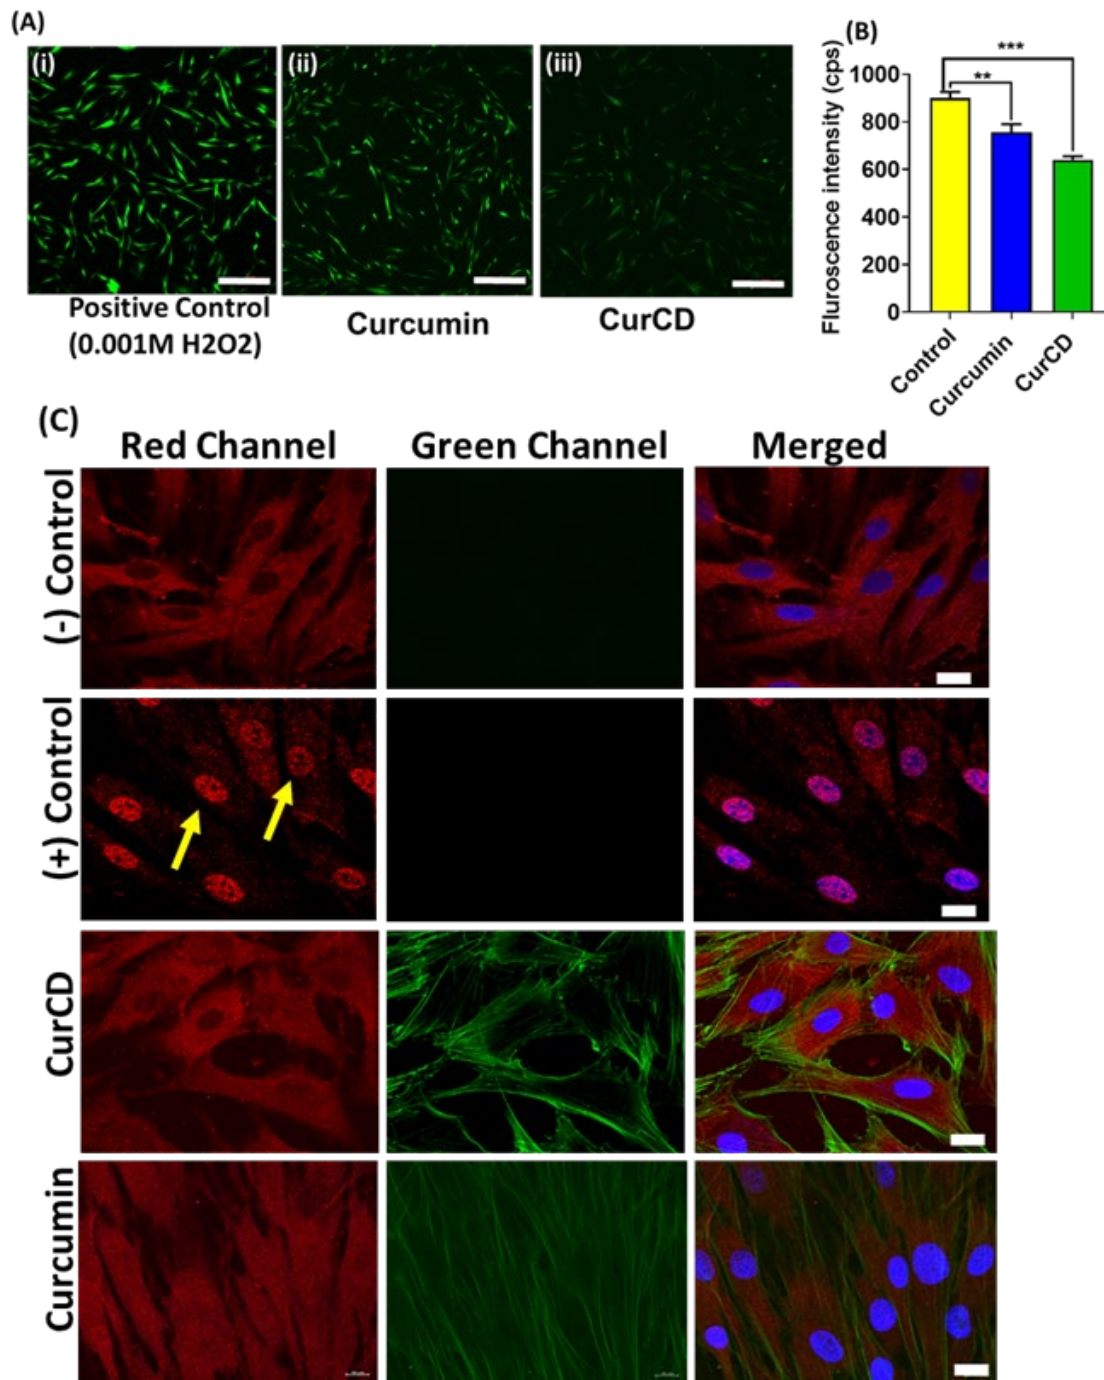 (A)
(i)
(ii)
(iii)
Positive Control
(0.001M H2O2)
Curcumin
CurCD
(B)
***
**
Fluroscence intensity (cps)
1000
800
600
400
200
0
Control
Curcumin
CurCD
(C)
Red Channel
Green Channel
Merged
(-) Control
(+) Control
CurCD
Curcumin